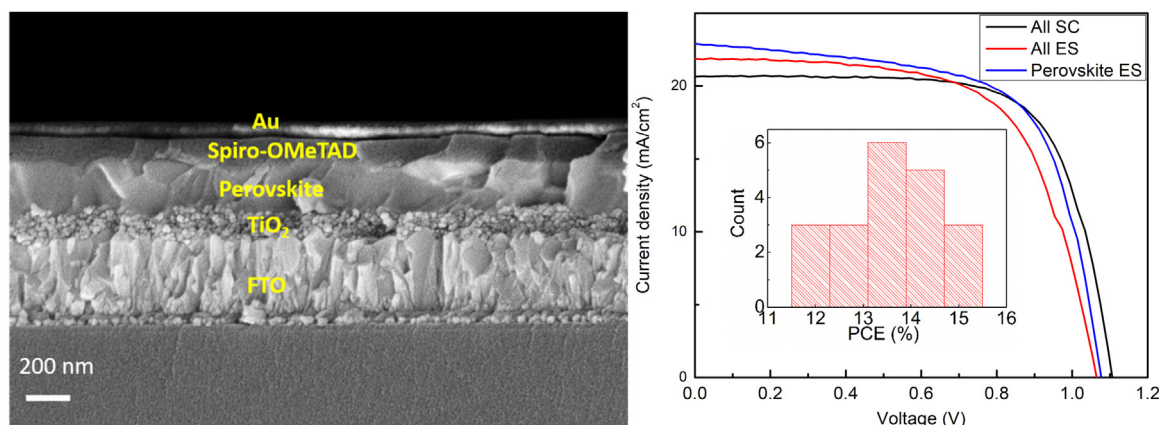 Au
Spiro-OMeTAD
Perovskite
TiO₂
FTO
200 nm
All SC
All ES
Perovskite ES
Current density (mA/cm²)
20
10
0
0.0 0.2 0.4 0.6 0.8 1.0 1.2
Voltage (V)
Count
6
4
2
0
11 12 13 14 15 16
PCE (%)